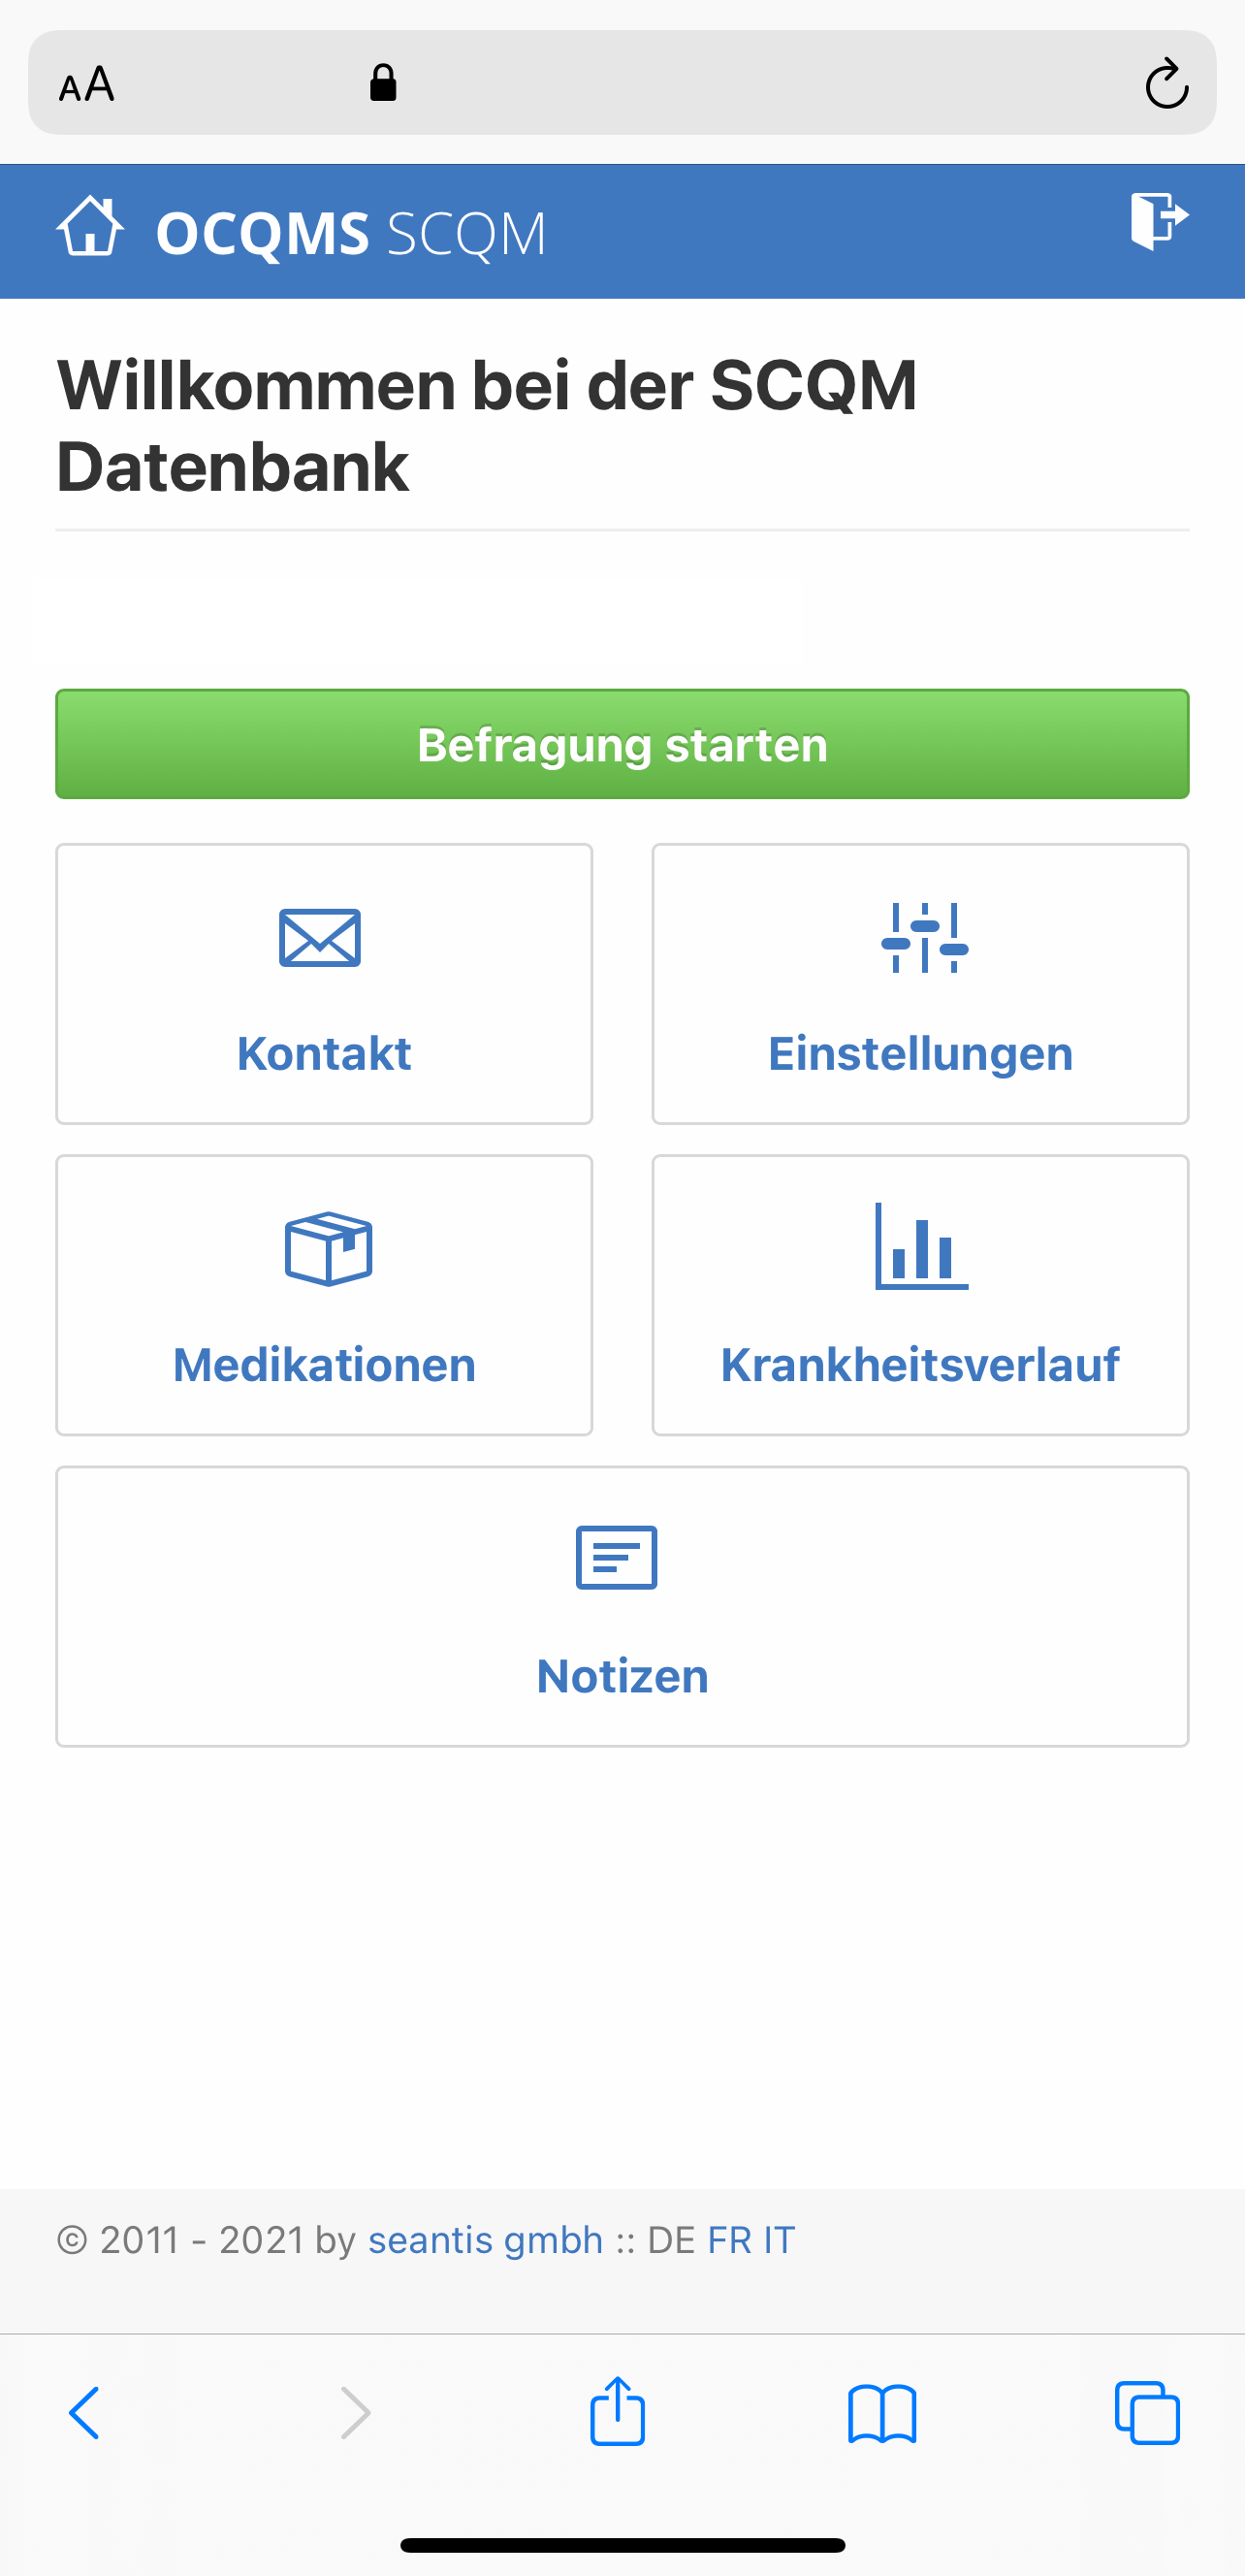 AA
OCQMS SCQM
Willkommen bei der SCQM
Datenbank
Befragung starten
Kontakt
Einstellungen
Medikationen
Krankheitsverlauf
Notizen
© 2011 - 2021 by seantis gmbh :: DE FR IT